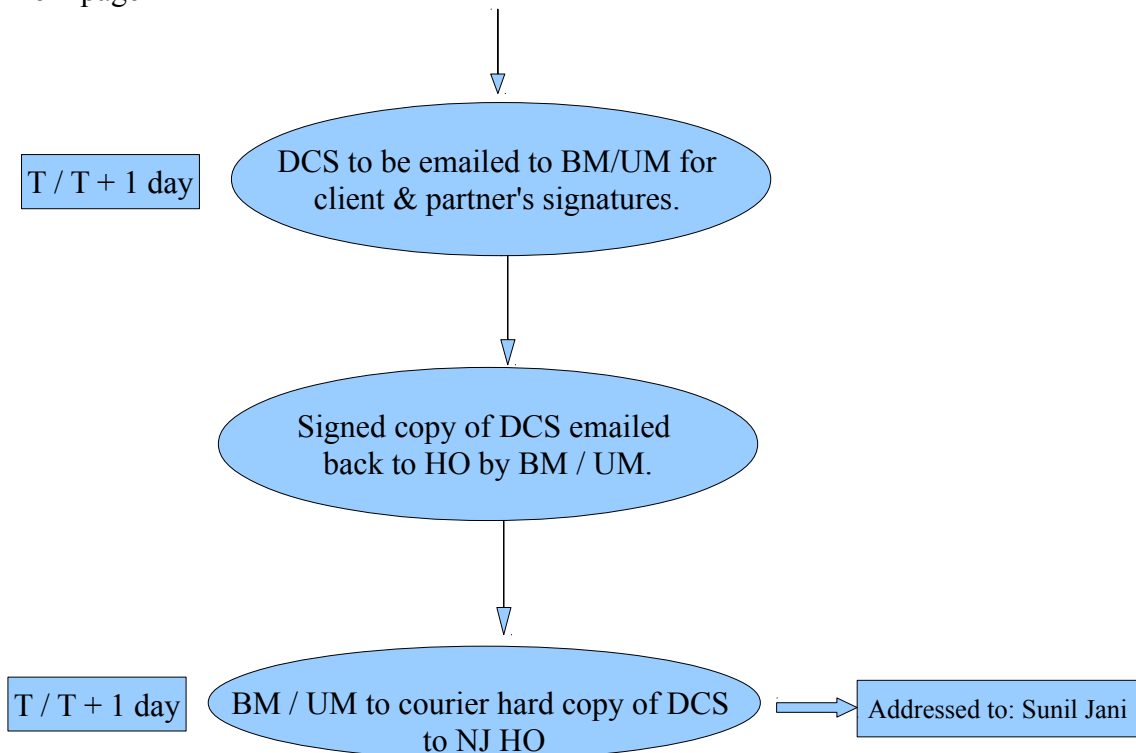 page
T / T + 1 day
DCS to be emailed to BM/UM for
client & partner's signatures.
Signed copy of DCS emailed
back to HO by BM / UM.
T / T + 1 day
BM / UM to courier hard copy of DCS
to NJ HO
Addressed to: Sunil Jani